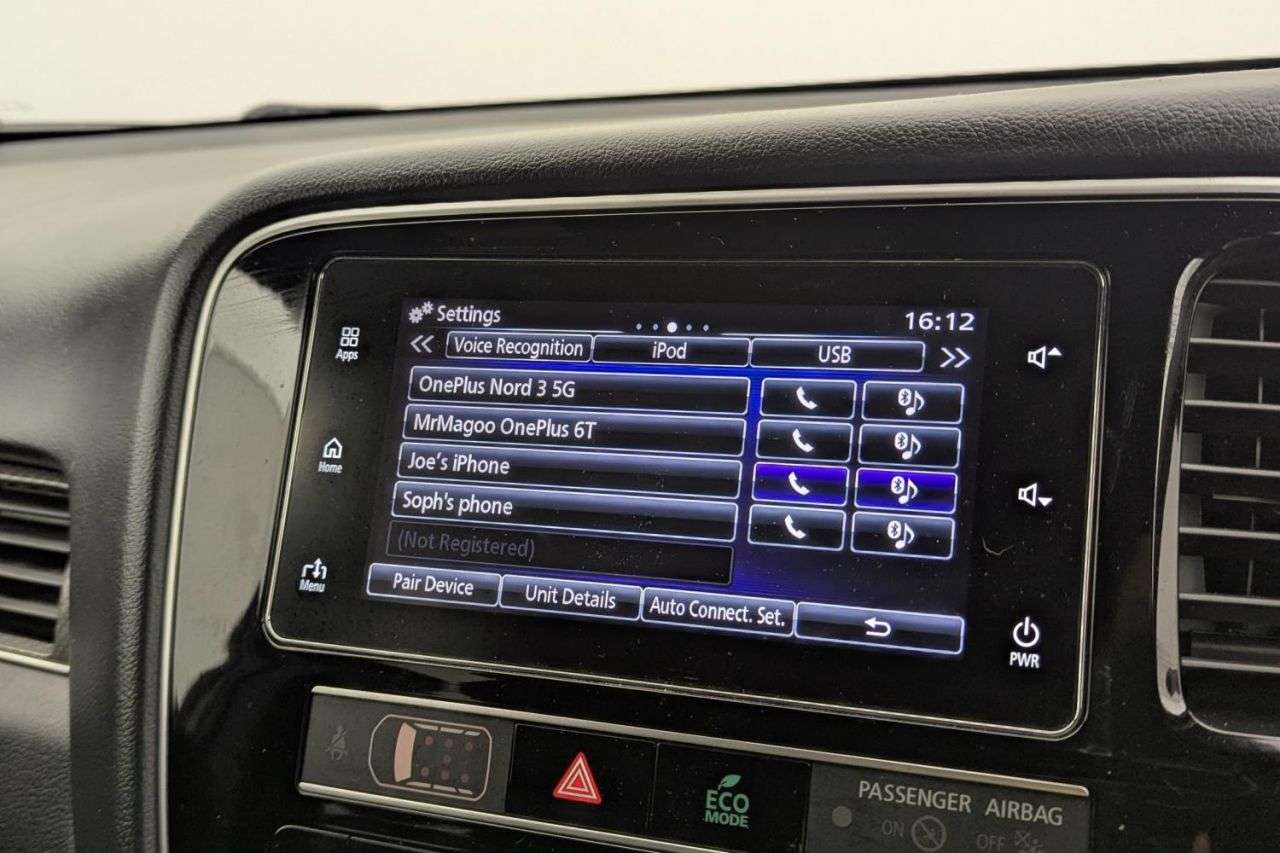 Settings
16:12
Voice Recognition
iPod
USB
Apps
OnePlus Nord 3 5G
MrMagoo OnePlus 6T
Joe's iPhone
Home
Soph's phone
(Not Registered)
Menu
Pair Device
Unit Details
Auto Connect. Set.
PWR
ECO
MODE
PASSENGER AIRBAG
ON
OFF